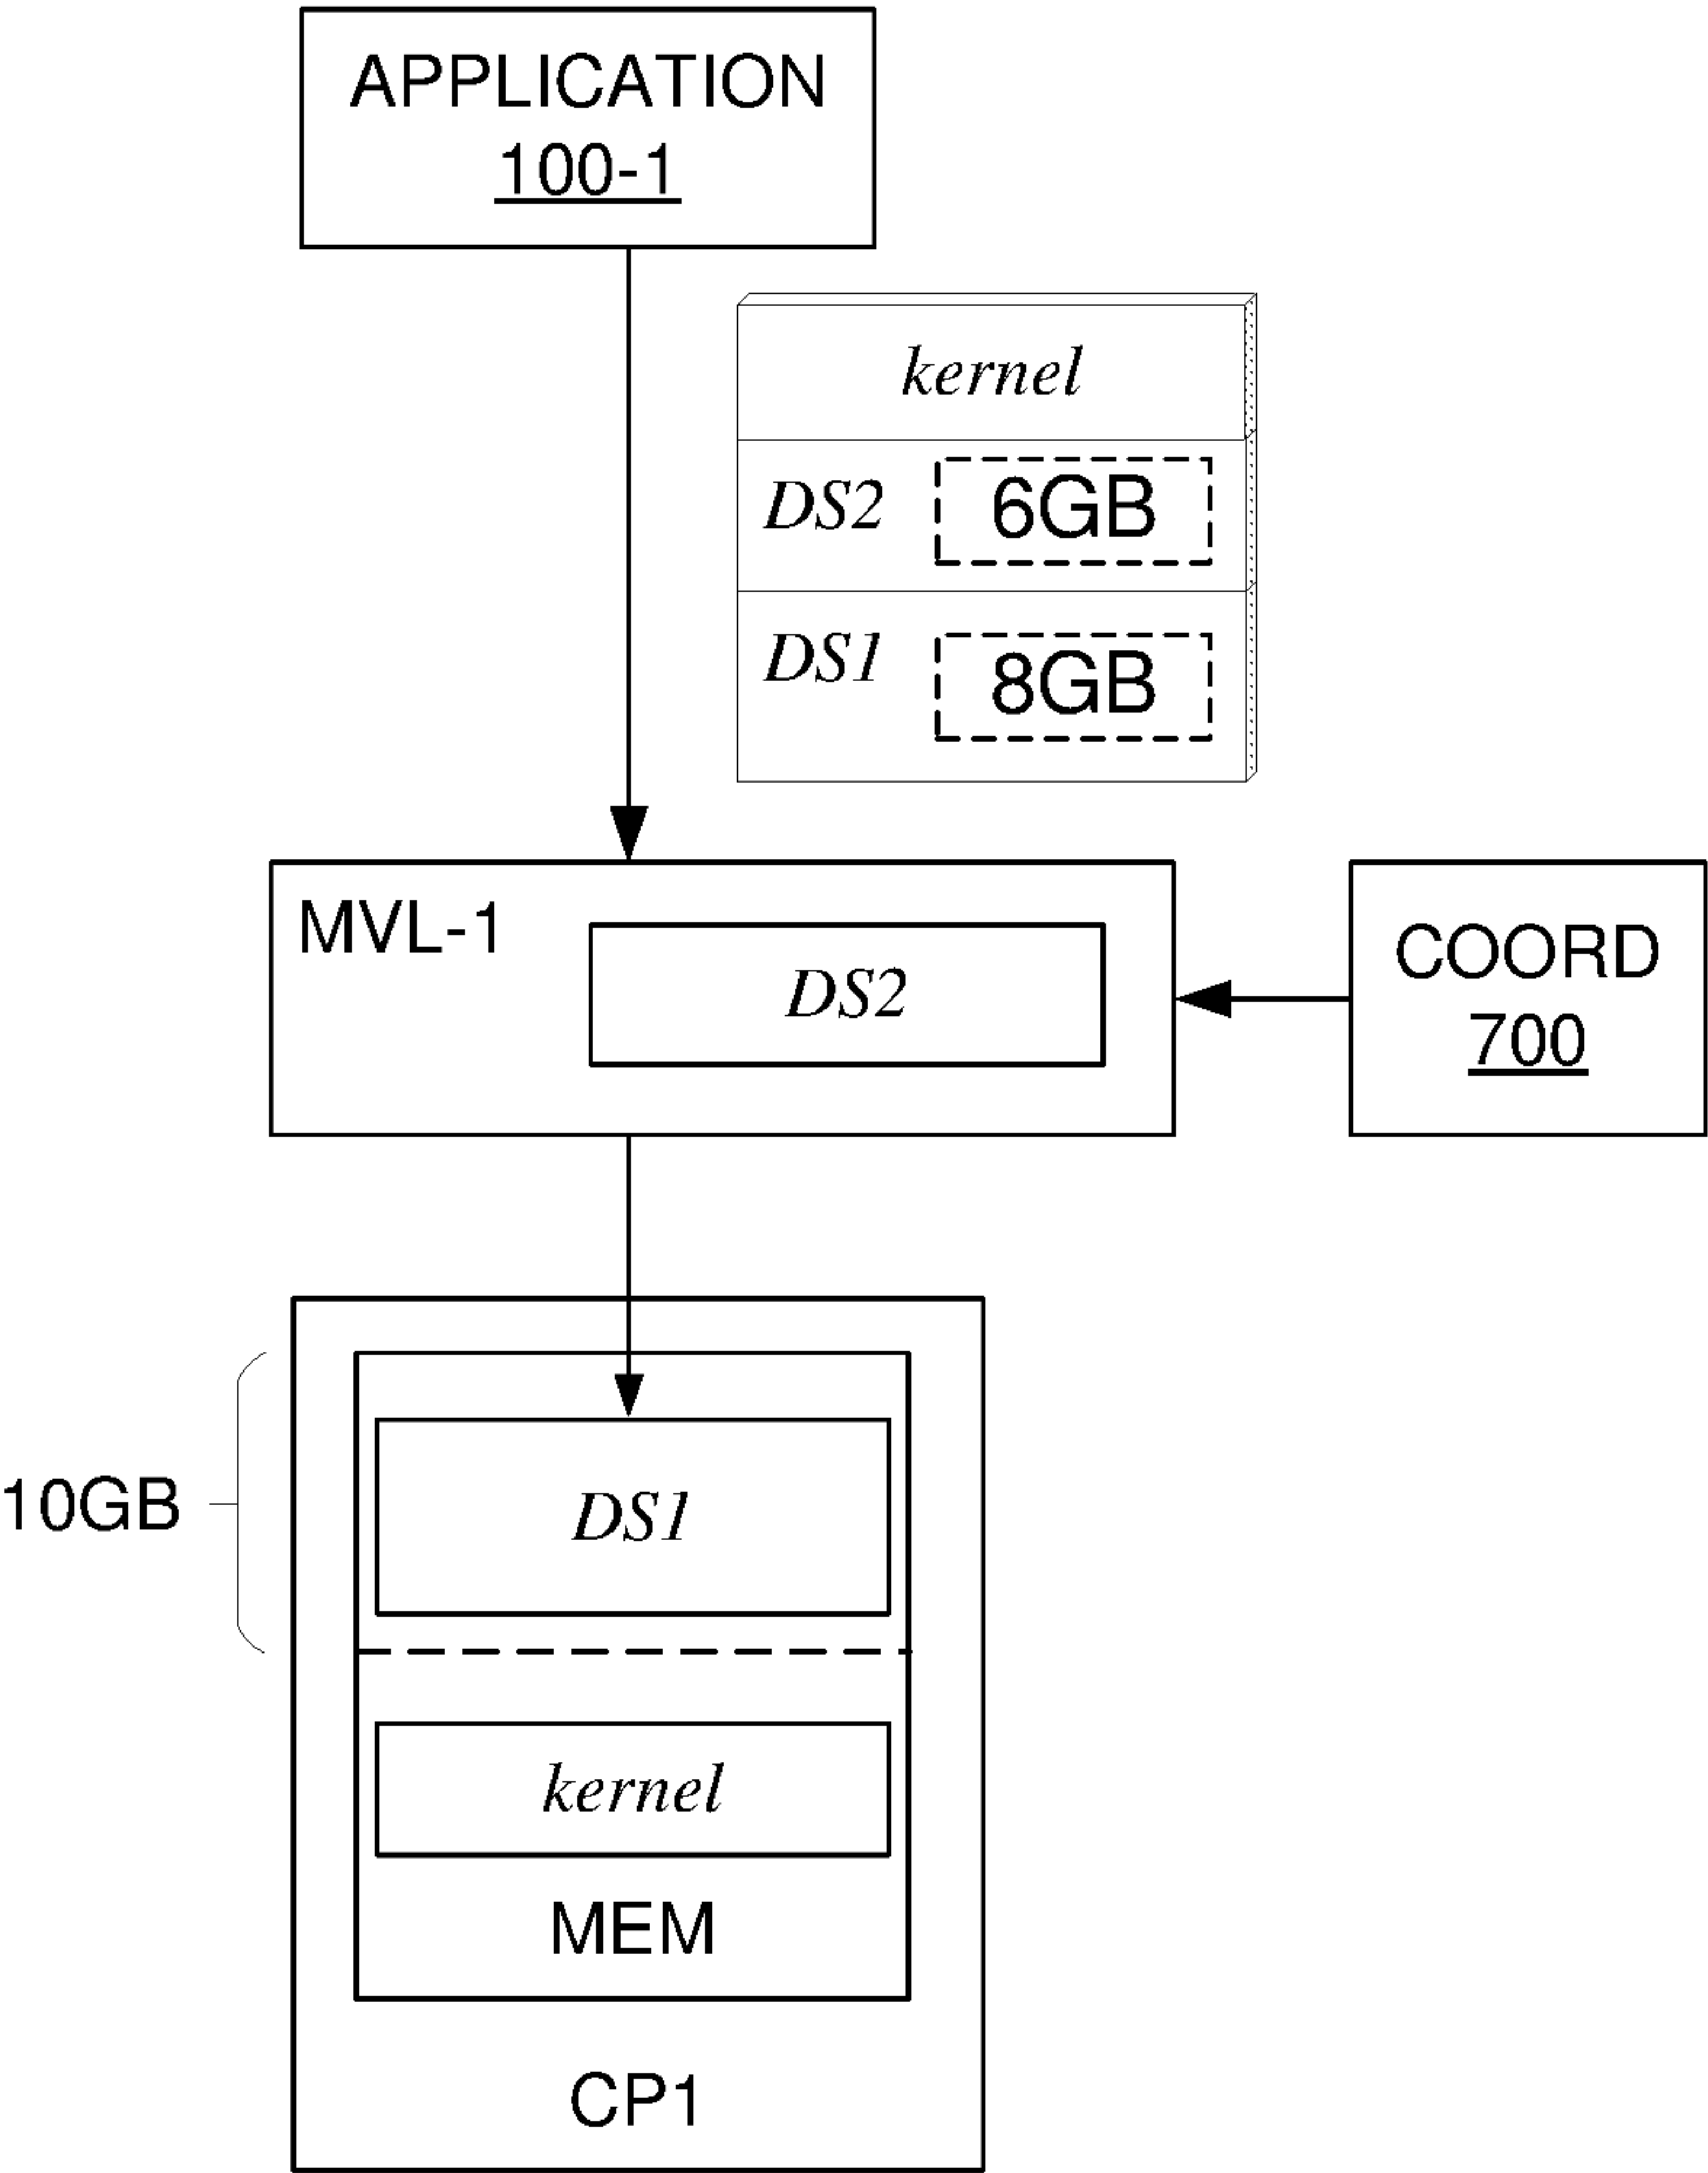 APPLICATION
100-1
kernel
DS2 6GB
DS1 8GB
MVL-1
DS2
COORD
700
10GB
DS1
kernel
MEM
CP1